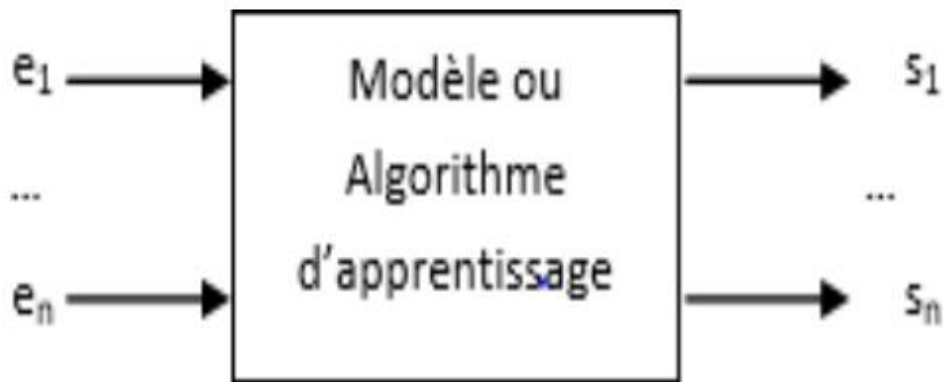 e₁
Modèle ou
s₁
...
Algorithme
...
d'apprentissage
eₙ
sₙ